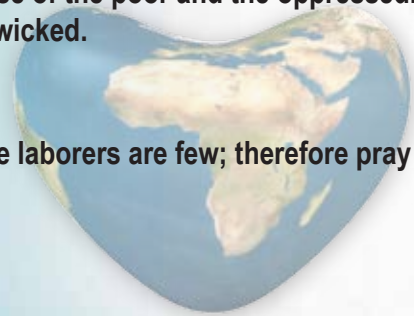 se of the poor and the oppressed
wicked.
e laborers are few; therefore pray